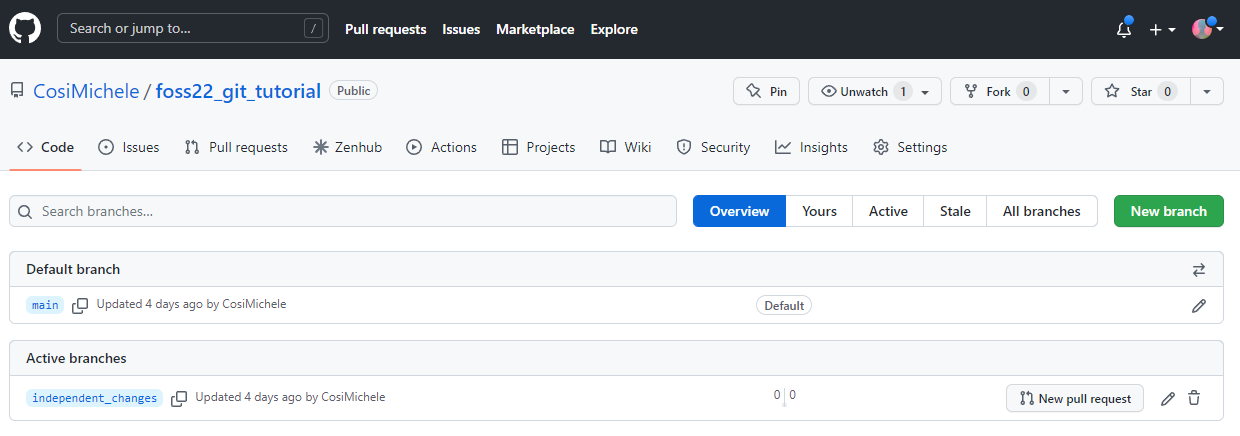 Search or jump to... / Pull requests Issues Marketplace Explore
CosiMichele / foss22_git_tutorial Public Pin Unwatch 1 Fork 0 Star 0
Code Issues Pull requests Zenhub Actions Projects Wiki Security Insights Settings
Search branches... Overview Yours Active Stale All branches New branch
Default branch
main Updated 4 days ago by CosiMichele Default
Active branches
independent_changes Updated 4 days ago by CosiMichele 0 0 New pull request